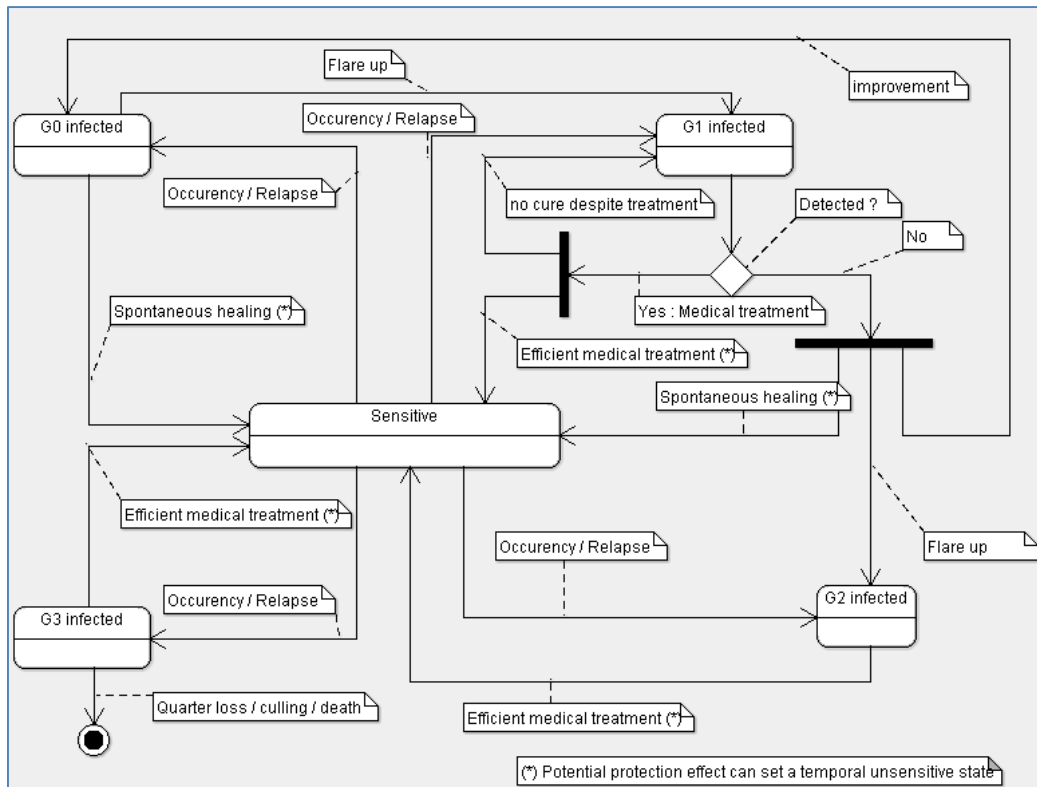 Flare up
improvement
G0 infected
Occurency / Relapse
G1 infected
Occurency / Relapse
no cure despite treatment
Detected ?
No
Spontaneous healing (*)
Yes : Medical treatment
Efficient medical treatment (*)
Spontaneous healing (*)
Sensitive
Efficient medical treatment (*)
Occurency / Relapse
Flare up
Occurency / Relapse
G2 infected
G3 infected
Quarter loss / culling / death
Efficient medical treatment (*)
(*) Potential protection effect can set a temporal unsensitive state